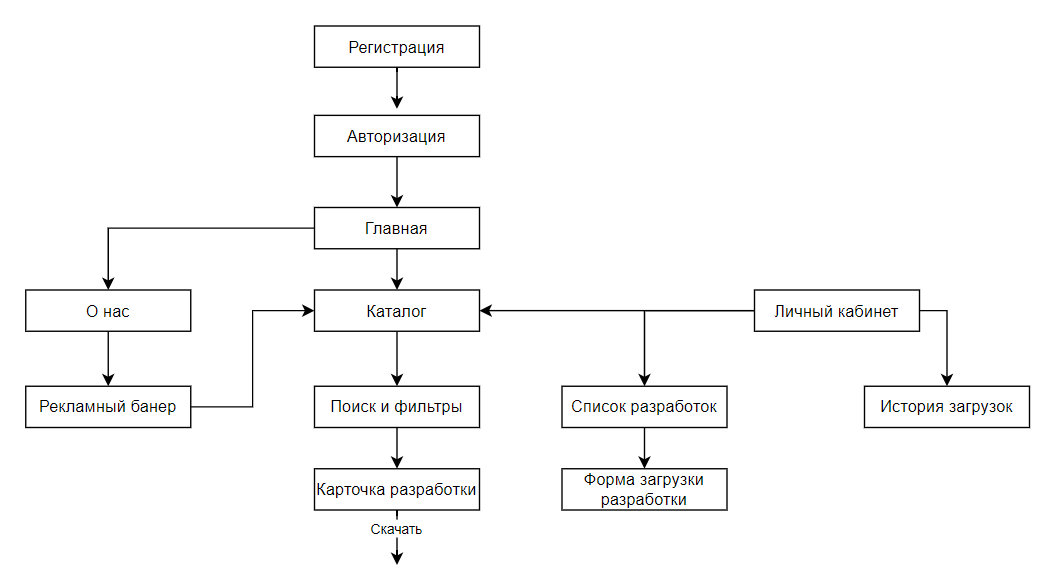 Регистрация
Авторизация
Главная
О нас
Каталог
Личный кабинет
Рекламный банер
Поиск и фильтры
Список разработок
История загрузок
Карточка разработки
Форма загрузки
разработки
Скачать